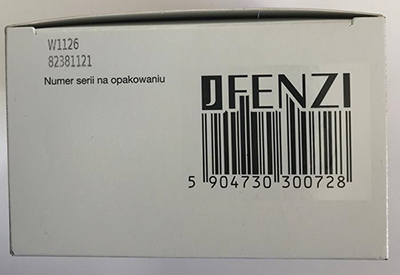 W1126
82381121
Numer serii na opakowaniu
JFENZI
5 904730 300728